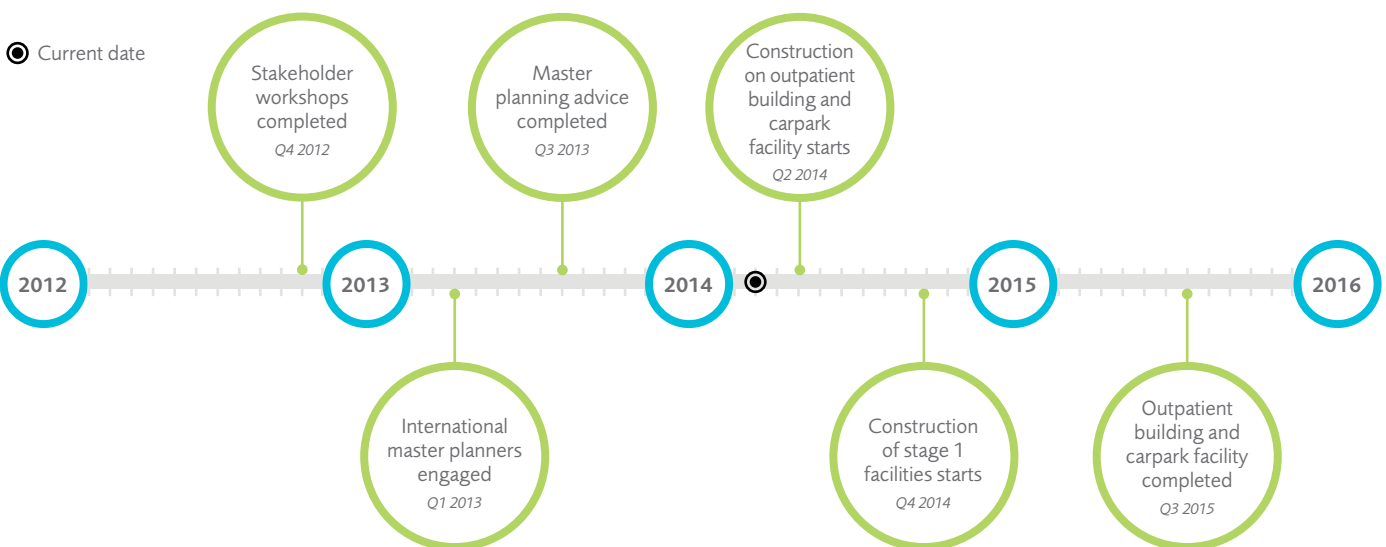 Current date
Stakeholder
workshops
completed
Q4 2012
Master
planning advice
completed
Q3 2013
Construction
on outpatient
building and
carpark
facility starts
Q2 2014
2012
2013
2014
2015
2016
International
master planners
engaged
Q1 2013
Construction
of stage 1
facilities starts
Q4 2014
Outpatient
building and
carpark facility
completed
Q3 2015